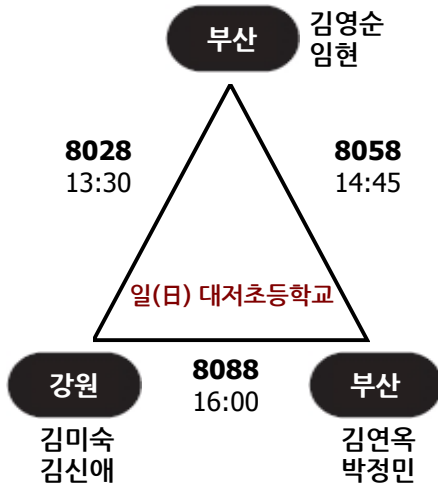 부산
김영순
임현
8028
13:30
8058
14:45
일(日) 대저초등학교
강원
8088
16:00
부산
김미숙
김신애
김연옥
박정민